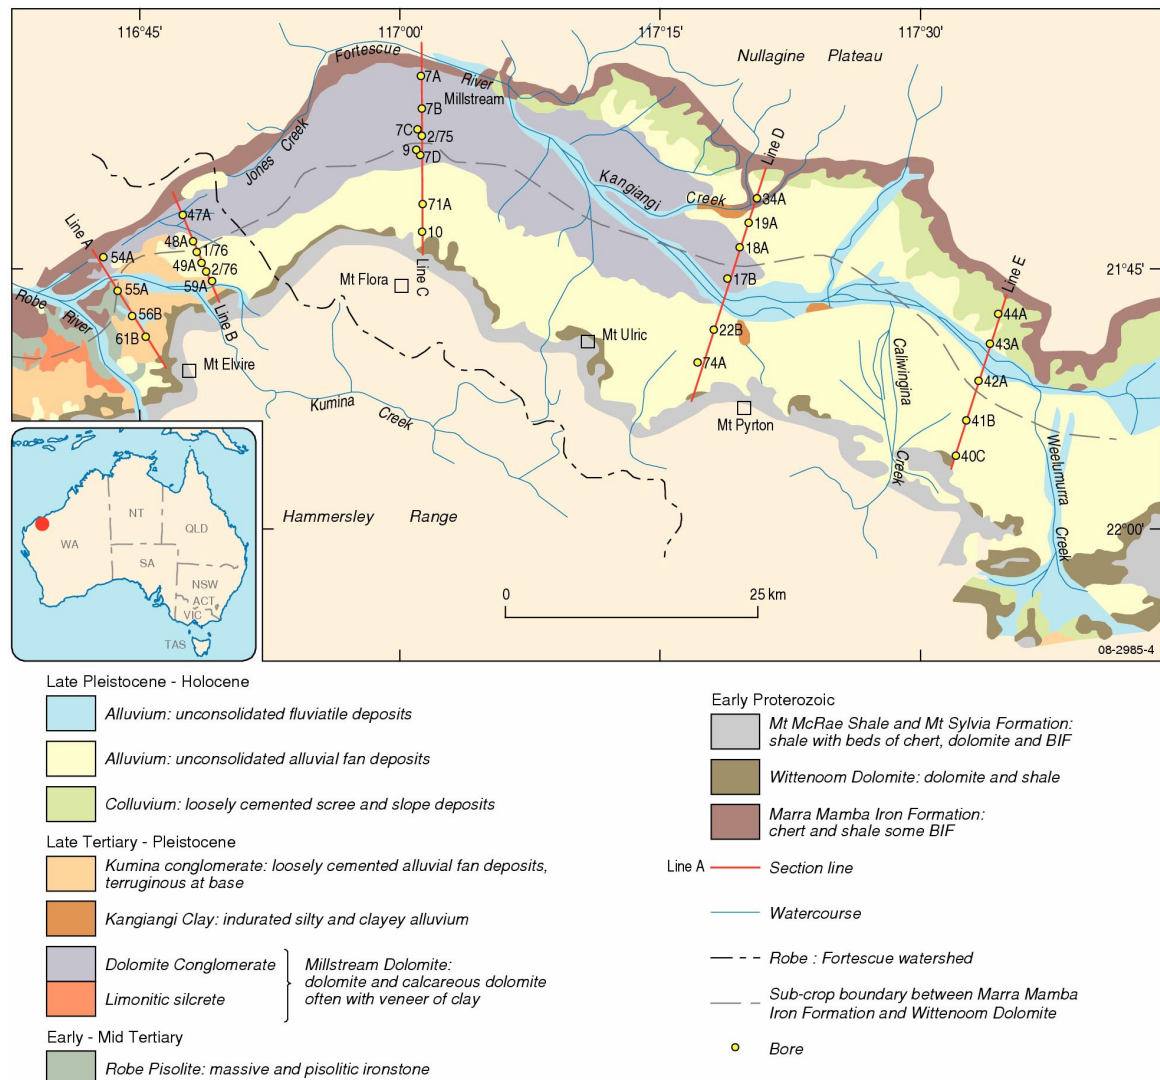 116°45'
117°00'
117°15'
117°30'
Fortescue
River
Millstream
Nullagine Plateau
Jones Creek
Kangiangi
Creek
7A
7B
7C
2/75
9
7D
71A
10
Line C
Line D
34A
19A
18A
17B
22B
74A
Line A
54A
55A
56B
61B
47A
48A
1/76
49A
2/76
59A
Line B
Robe
River
Mt Flora
Mt Elvire
Mt Ulric
Mt Pyrton
Kumina
Creek
Caliwingina
Creek
Line E
44A
43A
42A
41B
40C
Weelumurra
Creek
21°45'
22°00'
Hammersley Range
0
25 km
08-2985-4
WA
NT
SA
QLD
NSW
ACT
VIC
TAS
Late Pleistocene - Holocene
Alluvium: unconsolidated fluviatile deposits
Alluvium: unconsolidated alluvial fan deposits
Colluvium: loosely cemented scree and slope deposits
Late Tertiary - Pleistocene
Kumina conglomerate: loosely cemented alluvial fan deposits,
terruginous at base
Kangiangi Clay: indurated silty and clayey alluvium
Dolomite Conglomerate
Limonitic silcrete
Millstream Dolomite:
dolomite and calcareous dolomite
often with veneer of clay
Early - Mid Tertiary
Robe Pisolite: massive and pisolitic ironstone
Early Proterozoic
Mt McRae Shale and Mt Sylvia Formation:
shale with beds of chert, dolomite and BIF
Wittenoom Dolomite: dolomite and shale
Marra Mamba Iron Formation:
chert and shale some BIF
Line A
Section line
Watercourse
Robe : Fortescue watershed
Sub-crop boundary between Marra Mamba
Iron Formation and Wittenoom Dolomite
Bore